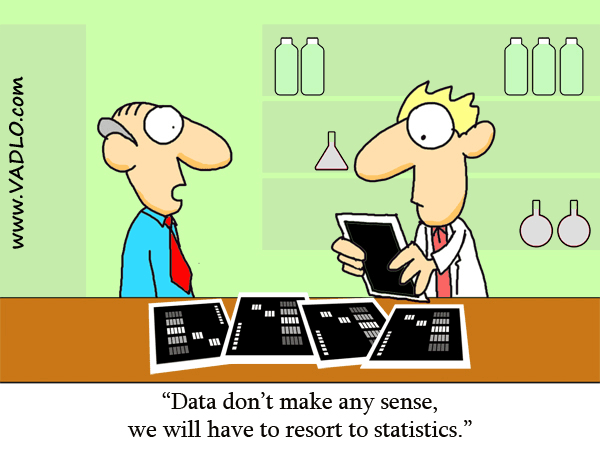 www.VADLO.com
“Data don’t make any sense,
we will have to resort to statistics.”